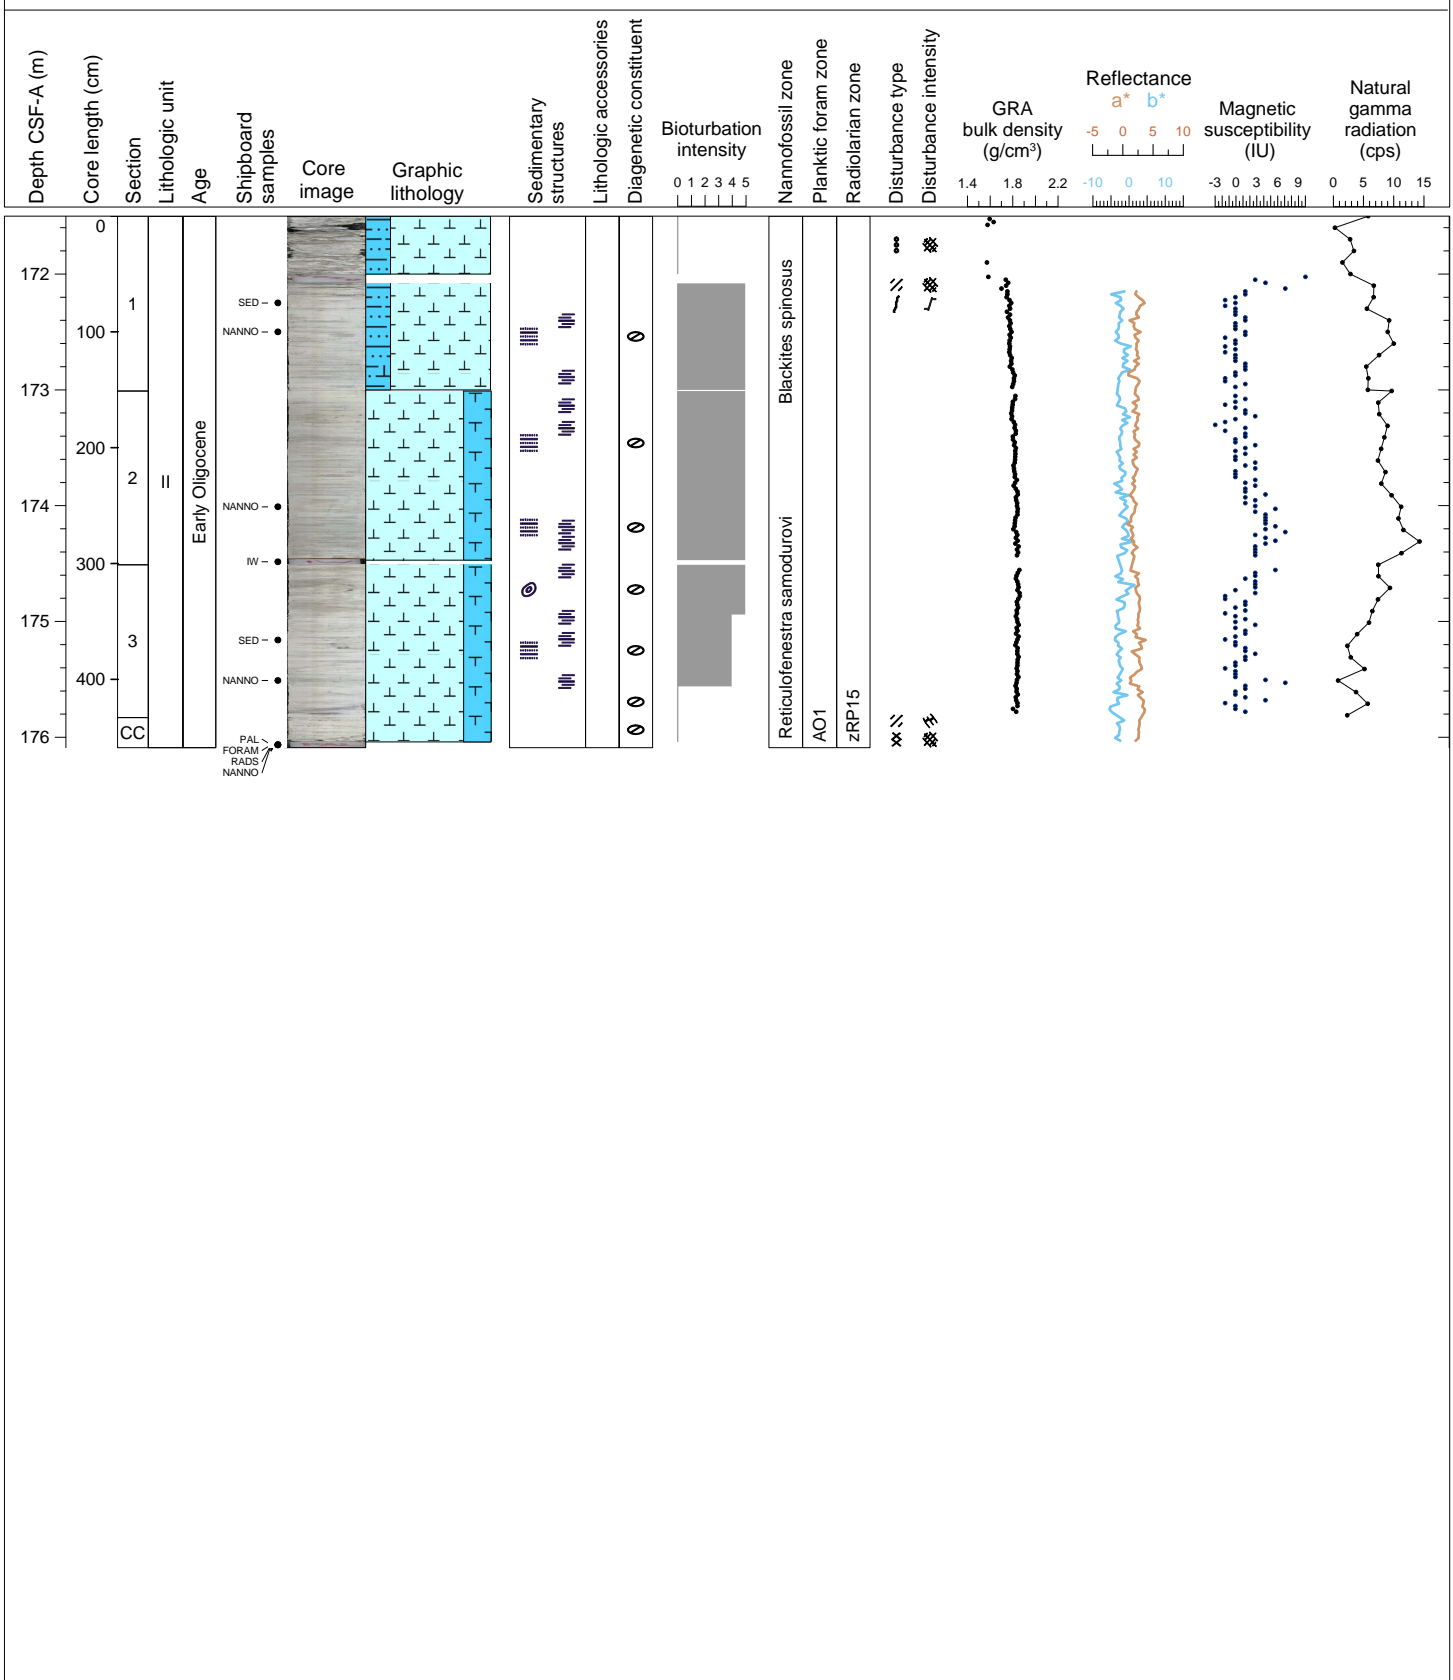 Depth CSF-A (m)
Core length (cm)
Section
Lithologic unit
Age
Shipboard
samples
Core
image
Graphic
lithology
Sedimentary
structures
Lithologic accessories
Diagenetic constituent
Bioturbation
intensity
0 1 2 3 4 5
Nannofossil zone
Planktic foram zone
Radiolarian zone
Disturbance type
Disturbance intensity
GRA
bulk density
(g/cm³)
1.4 1.8 2.2
Reflectance
a* b*
-5 0 5 10
-10 0 10
Magnetic
susceptibility
(IU)
-3 0 3 6 9
Natural
gamma
radiation
(cps)
0 5 10 15
172
173
174
175
176
0
100
200
300
400
1
2
3
CC
II
Early Oligocene
SED
NANNO
NANNO
IW
SED
NANNO
PAL
FORAM
RADS
NANNO
Blackites spinosus
Reticulofenestra samodurovi
AO1
zRP15